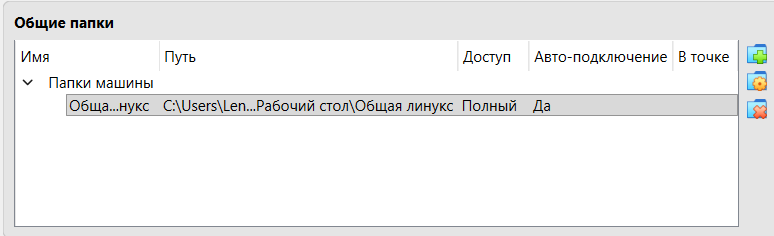 Общие папки
Имя Путь Доступ Авто-подключение В точке
Папки машины
Обща...нукс C:\Users\Len...Рабочий стол\Общая линукс Полный Да